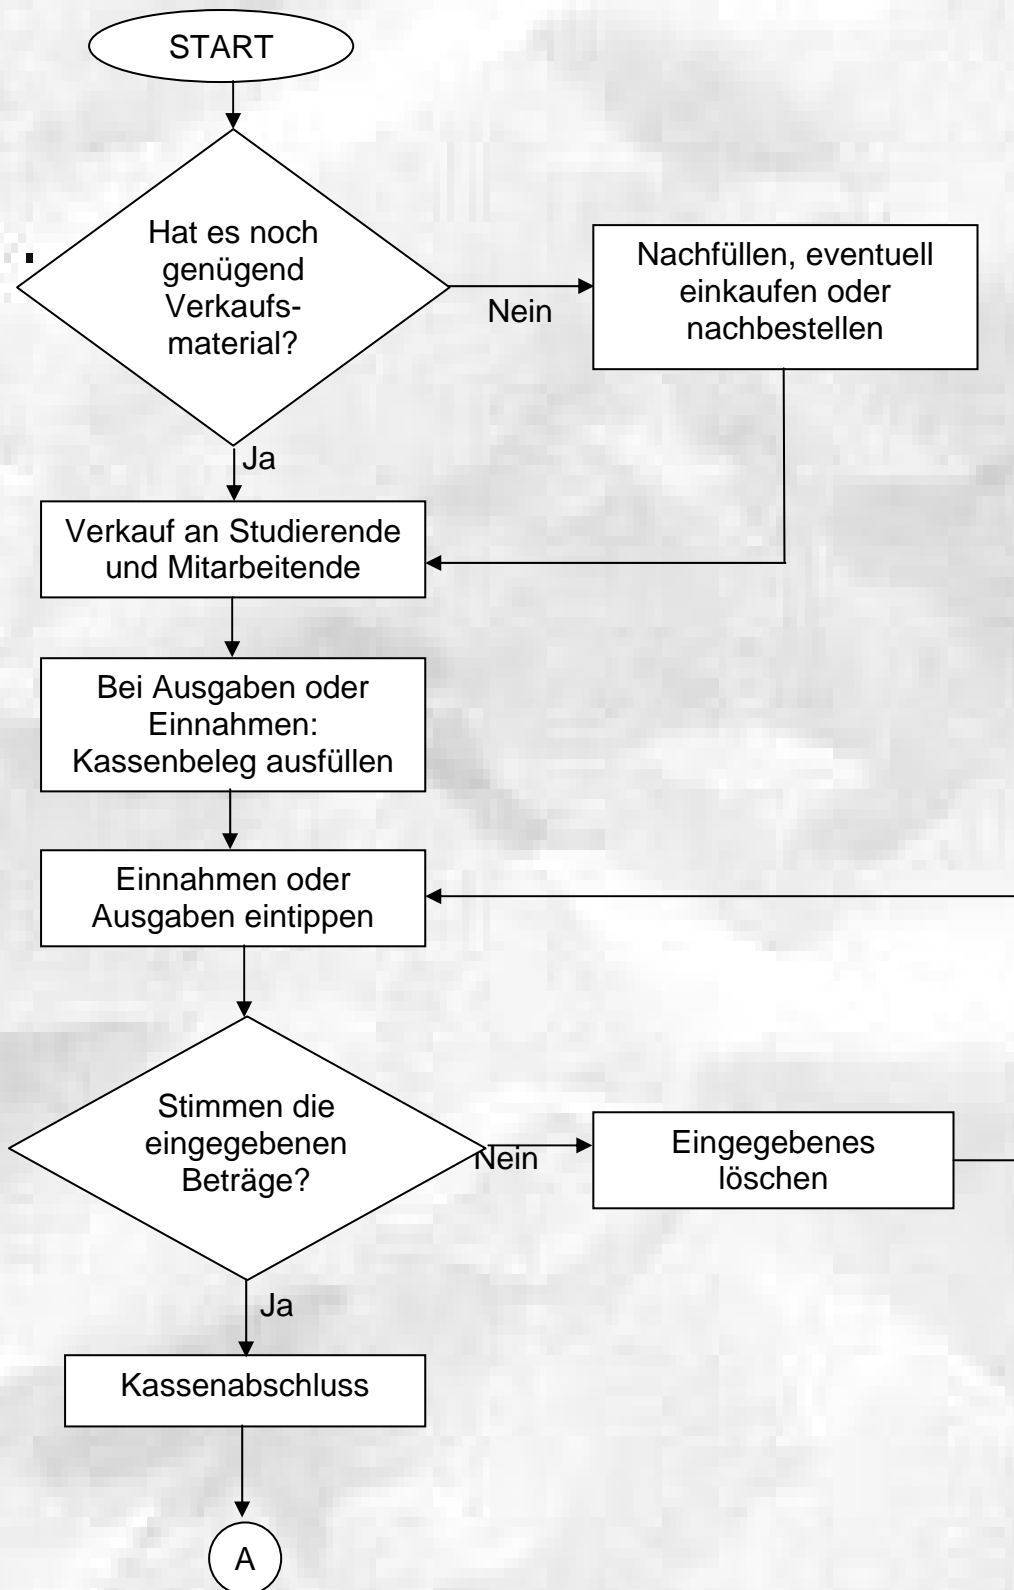 START
Hat es noch
genügend
Verkaufs-
material?
Nein
Nachfüllen, eventuell
einkaufen oder
nachbestellen
Ja
Verkauf an Studierende
und Mitarbeitende
Bei Ausgaben oder
Einnahmen:
Kassenbeleg ausfüllen
Einnahmen oder
Ausgaben eintippen
Stimmen die
eingegebenen
Beträge?
Nein
Eingegebenes
löschen
Ja
Kassenabschluss
A